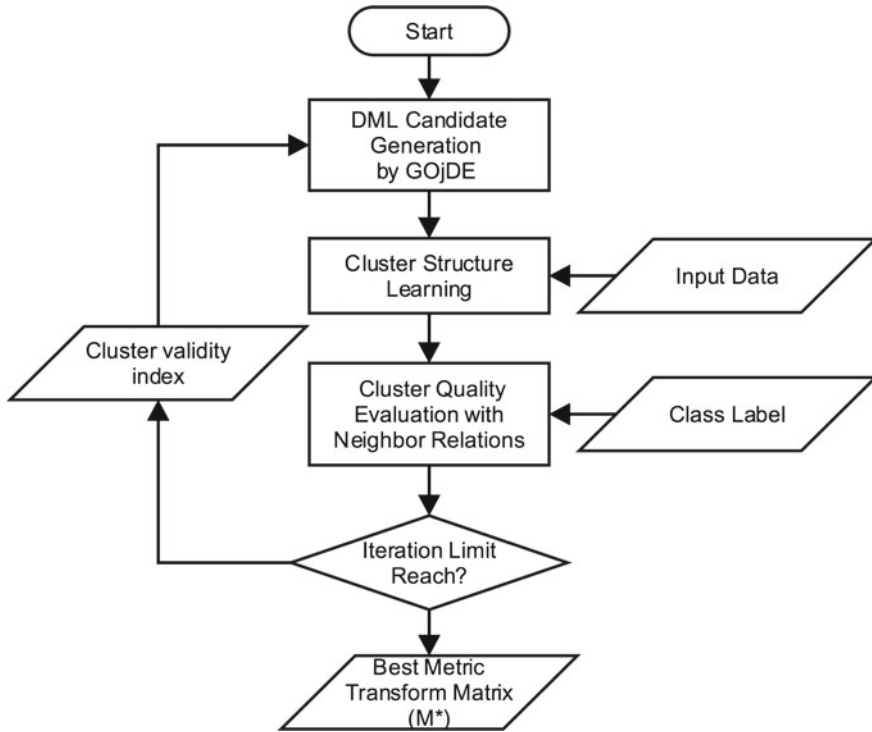 Start
DML Candidate
Generation
by GOjDE
Cluster Structure
Learning
Input Data
Cluster validity
index
Cluster Quality
Evaluation with
Neighbor Relations
Class Label
Iteration Limit
Reach?
Best Metric
Transform Matrix
(M*)